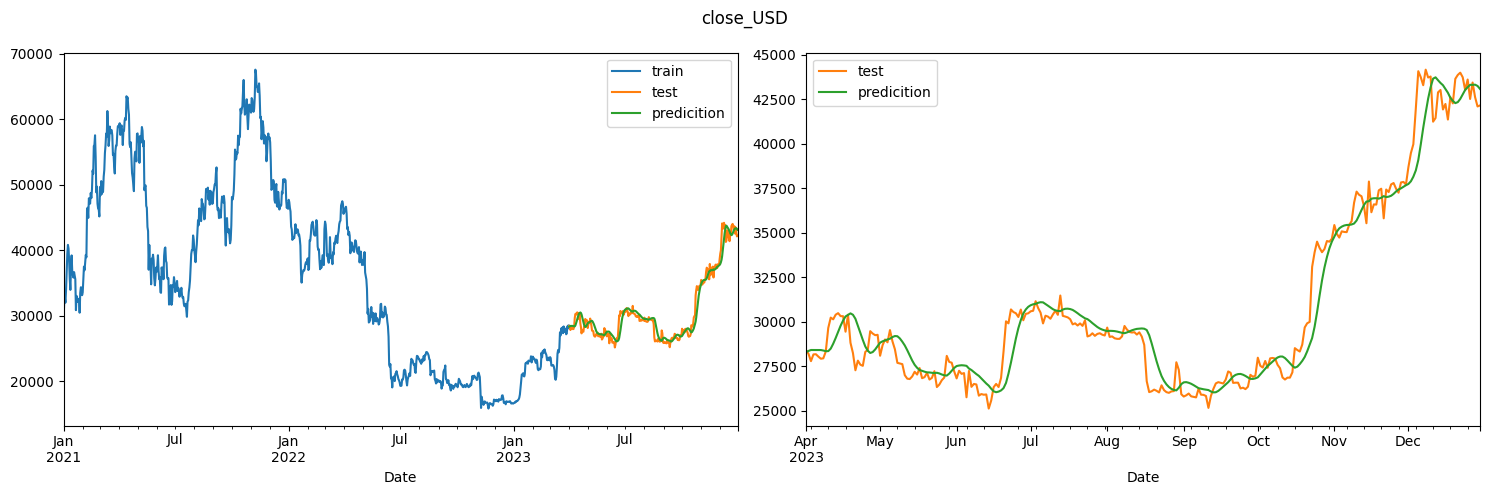 close_USD
70000
60000
50000
40000
30000
20000
train
test
predicition
Jan
2021
Jul
Jan
2022
Jul
Jan
2023
Jul
Date
45000
42500
40000
37500
35000
32500
30000
27500
25000
test
predicition
Apr
2023
May
Jun
Jul
Aug
Sep
Oct
Nov
Dec
Date